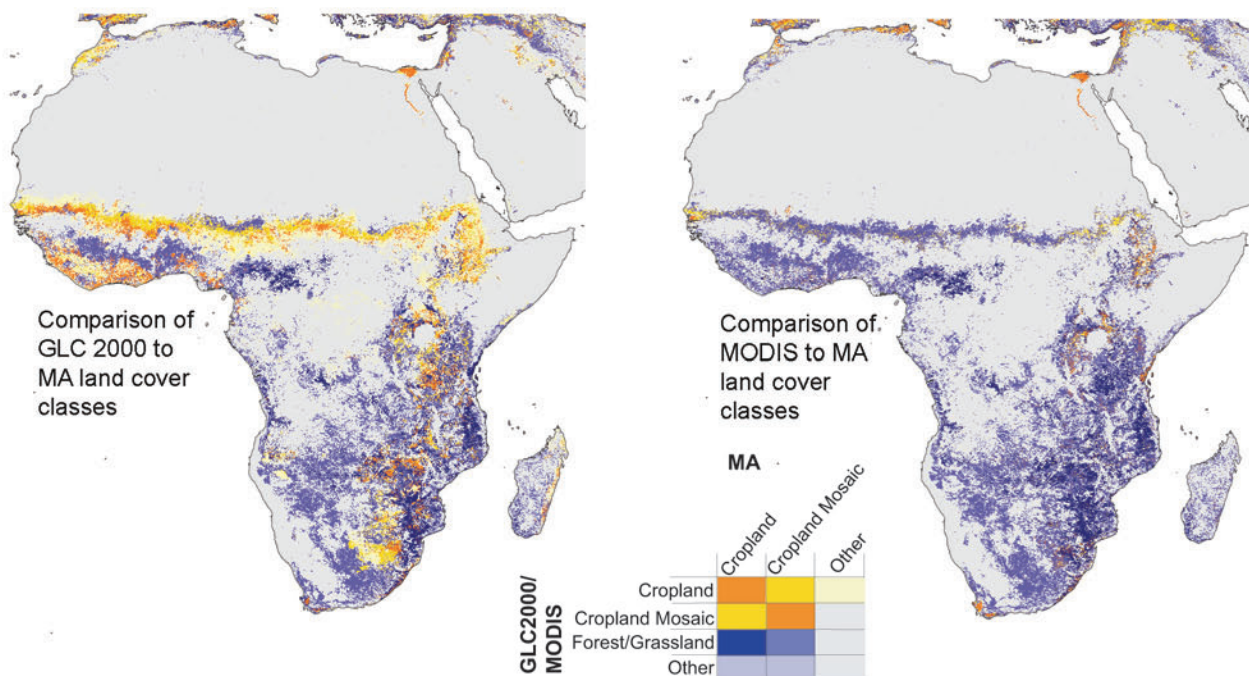 Comparison of
GLC 2000 to
MA land cover
classes
Comparison of
MODIS to MA
land cover
classes
MA
Cropland
Cropland Mosaic
Other
GLC2000/
MODIS
Cropland
Cropland Mosaic
Forest/Grassland
Other